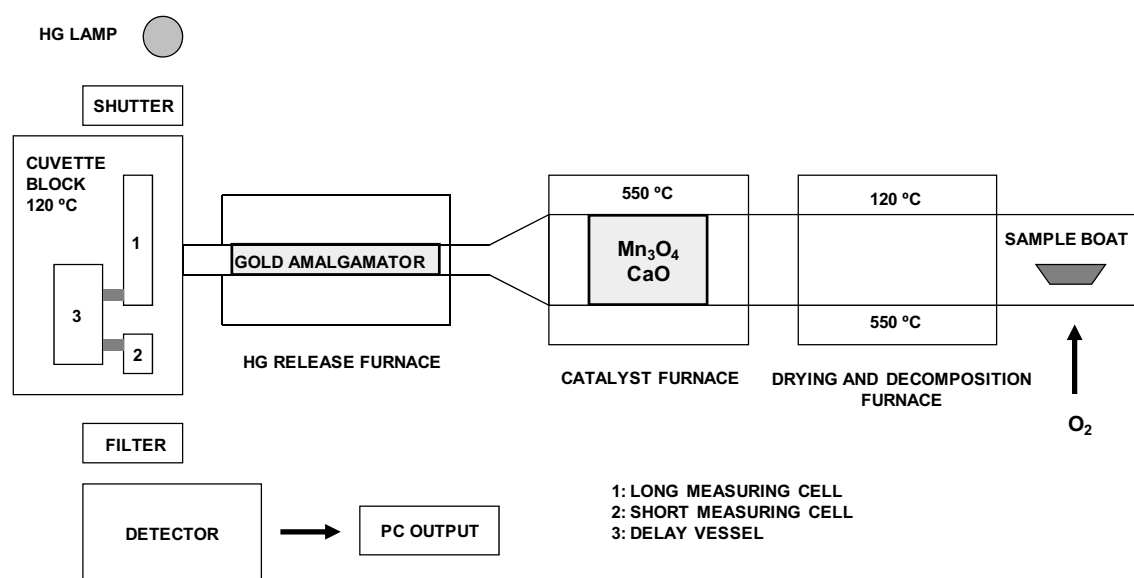 HG LAMP
SHUTTER
CUVETTE
BLOCK
120 ºC
1
3
2
GOLD AMALGAMATOR
HG RELEASE FURNACE
550 ºC
Mn₃O₄
CaO
CATALYST FURNACE
120 ºC
550 ºC
DRYING AND DECOMPOSITION
FURNACE
SAMPLE BOAT
O₂
FILTER
DETECTOR
PC OUTPUT
1: LONG MEASURING CELL
2: SHORT MEASURING CELL
3: DELAY VESSEL